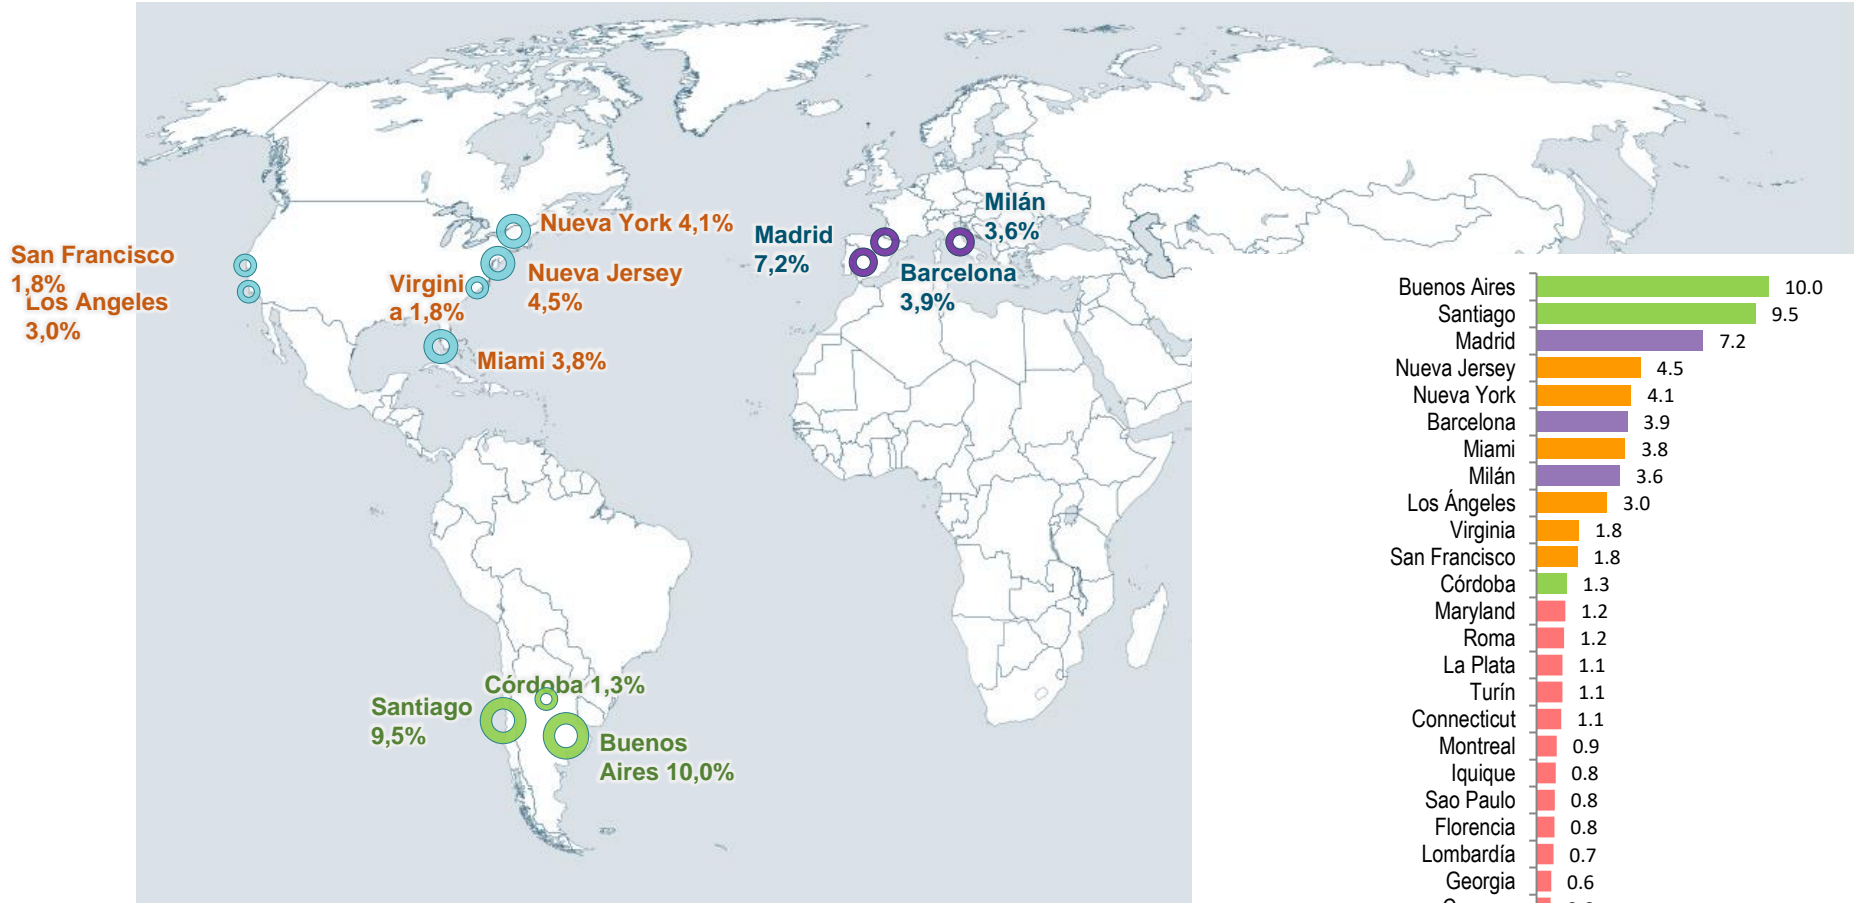 Nueva York 4,1%
San Francisco
1,8%
Los Angeles
3,0%
Virgini
a 1,8%
Nueva Jersey
4,5%
Miami 3,8%
Madrid
7,2%
Milán
3,6%
Barcelona
3,9%
Córdoba 1,3%
Santiago
9,5%
Buenos
Aires 10,0%
Buenos Aires 10.0
Santiago 9.5
Madrid 7.2
Nueva Jersey 4.5
Nueva York 4.1
Barcelona 3.9
Miami 3.8
Milán 3.6
Los Ángeles 3.0
Virginia 1.8
San Francisco 1.8
Córdoba 1.3
Maryland 1.2
Roma 1.2
La Plata 1.1
Turín 1.1
Connecticut 1.1
Montreal 0.9
Iquique 0.8
Sao Paulo 0.8
Florencia 0.8
Lombardía 0.7
Georgia 0.6